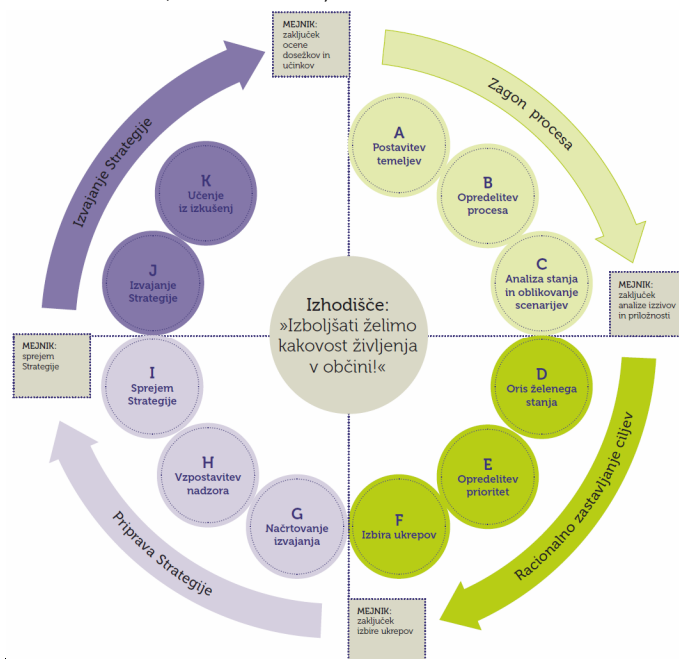 MEJNIK:
zaključek
ocene
dosežkov in
učinkov
Zagon procesa
A
Postavitev
temeljev
B
Opredelitev
procesa
C
Analiza stanja
in oblikovanje
scenarijev
MEJNIK:
zaključek
analize izzivov
in priložnosti
D
Oris želenega
stanja
E
Opredelitev
prioritet
F
Izbira ukrepov
Racionalno zastavljanje ciljev
MEJNIK:
zaključek
izbire ukrepov
G
Načrtovanje
izvajanja
H
Vzpostavitev
nadzora
I
Sprejem
Strategije
Priprava Strategije
MEJNIK:
sprejem
Strategije
J
Izvajanje
Strategije
K
Učenje
iz izkušenj
Izvajanje Strategije
Izhodišče:
»Izboljšati želimo
kakovost življenja
v občini!«